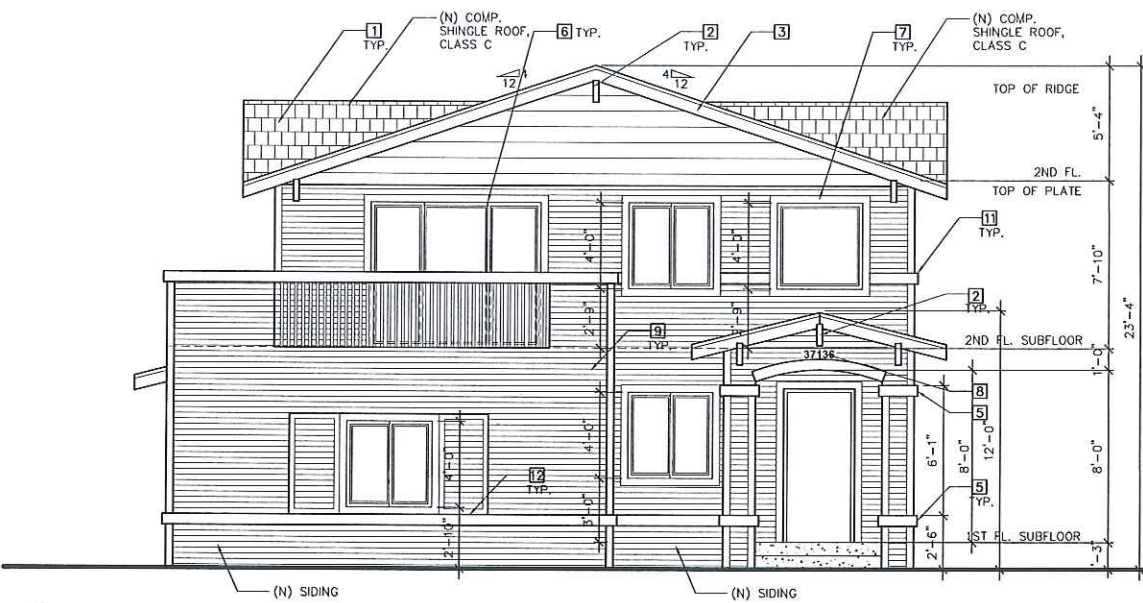 (N) COMP.
SHINGLE ROOF,
CLASS C
1
TYP.
6 TYP.
2
TYP.
3
7
TYP.
(N) COMP.
SHINGLE ROOF,
CLASS C
4
12
4
12
TOP OF RIDGE
5'-4"
2ND FL.
TOP OF PLATE
11
TYP.
4'-0"
4'-0"
7'-10"
23'-4"
2'-9"
2'-9"
9
TYP.
2
TYP.
2ND FL. SUBFLOOR
37136
1'-0"
8
5
4'-0"
4'-0"
6'-1"
8'-0"
12'-0"
8'-0"
12
TYP.
5
TYP.
3'-0"
2'-10"
2'-6"
1ST FL. SUBFLOOR
(N) SIDING
(N) SIDING